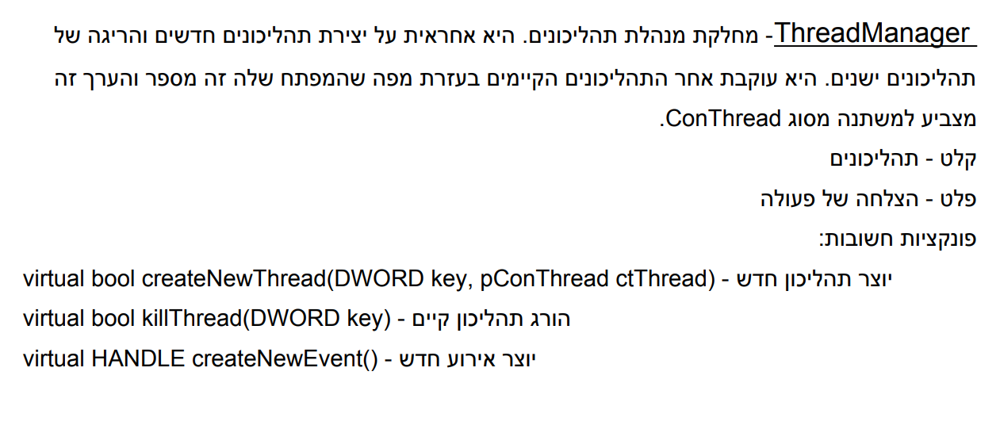 ThreadManager - מחלקת מנהלת תהליכונים. היא אחראית על יצירת תהליכונים חדשים והריגה של
תהליכונים ישנים. היא עוקבת אחר התהליכונים הקיימים בעזרת מפה שהמפתח שלה זה מספר והערך זה
מצביע למשתנה מסוג ConThread.
קלט - תהליכונים
פלט - הצלחה של פעולה
פונקציות חשובות:
virtual bool createNewThread(DWORD key, pConThread ctThread) - יוצר תהליכון חדש
virtual bool killThread(DWORD key) - הורג תהליכון קיים
virtual HANDLE createNewEvent() - יוצר אירוע חדש